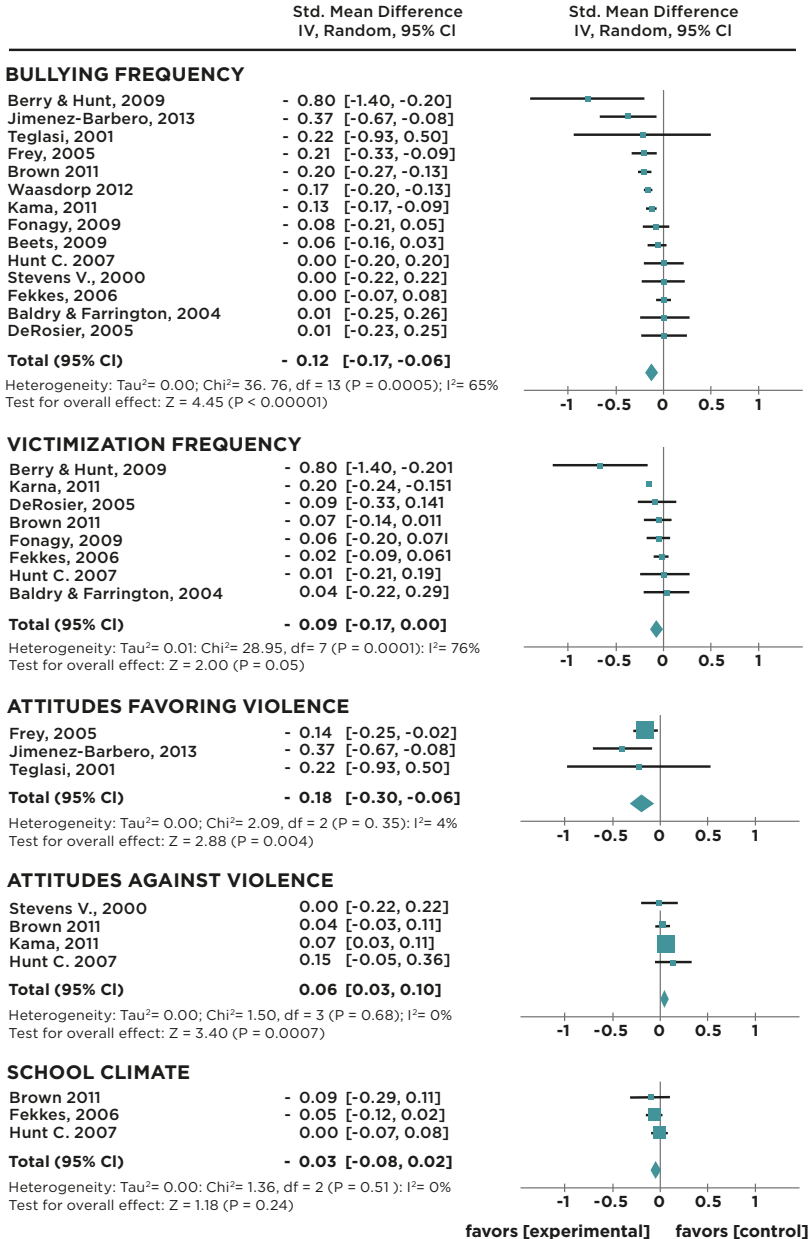 Std. Mean Difference Std. Mean Difference
IV, Random, 95% CI IV, Random, 95% CI
BULLYING FREQUENCY
Berry & Hunt, 2009 - 0.80 [-1.40, -0.20]
Jimenez-Barbero, 2013 - 0.37 [-0.67, -0.08]
Teglasi, 2001 - 0.22 [-0.93, 0.50]
Frey, 2005 - 0.21 [-0.33, -0.09]
Brown 2011 - 0.20 [-0.27, -0.13]
Waasdorp 2012 - 0.17 [-0.20, -0.13]
Kama, 2011 - 0.13 [-0.17, -0.09]
Fonagy, 2009 - 0.08 [-0.21, 0.05]
Beets, 2009 - 0.06 [-0.16, 0.03]
Hunt C. 2007 0.00 [-0.20, 0.20]
Stevens V., 2000 0.00 [-0.22, 0.22]
Fekkes, 2006 0.00 [-0.07, 0.08]
Baldry & Farrington, 2004 0.01 [-0.25, 0.26]
DeRosier, 2005 0.01 [-0.23, 0.25]
Total (95% CI) - 0.12 [-0.17, -0.06]
Heterogeneity: Tau²= 0.00; Chi²= 36. 76, df = 13 (P = 0.0005); I²= 65%
Test for overall effect: Z = 4.45 (P < 0.00001)
-1 -0.5 0 0.5 1
VICTIMIZATION FREQUENCY
Berry & Hunt, 2009 - 0.80 [-1.40, -0.201
Karna, 2011 - 0.20 [-0.24, -0.151
DeRosier, 2005 - 0.09 [-0.33, 0.141
Brown 2011 - 0.07 [-0.14, 0.011
Fonagy, 2009 - 0.06 [-0.20, 0.07I
Fekkes, 2006 - 0.02 [-0.09, 0.061
Hunt C. 2007 - 0.01 [-0.21, 0.19]
Baldry & Farrington, 2004 0.04 [-0.22, 0.29]
Total (95% CI) - 0.09 [-0.17, 0.00]
Heterogeneity: Tau²= 0.01: Chi²= 28.95, df= 7 (P = 0.0001): I²= 76%
Test for overall effect: Z = 2.00 (P = 0.05)
-1 -0.5 0 0.5 1
ATTITUDES FAVORING VIOLENCE
Frey, 2005 - 0.14 [-0.25, -0.02]
Jimenez-Barbero, 2013 - 0.37 [-0.67, -0.08]
Teglasi, 2001 - 0.22 [-0.93, 0.50]
Total (95% CI) - 0.18 [-0.30, -0.06]
Heterogeneity: Tau²= 0.00; Chi²= 2.09, df = 2 (P = 0. 35): I²= 4%
Test for overall effect: Z = 2.88 (P = 0.004)
-1 -0.5 0 0.5 1
ATTITUDES AGAINST VIOLENCE
Stevens V., 2000 0.00 [-0.22, 0.22]
Brown 2011 0.04 [-0.03, 0.11]
Kama, 2011 0.07 [0.03, 0.11]
Hunt C. 2007 0.15 [-0.05, 0.36]
Total (95% CI) 0.06 [0.03, 0.10]
Heterogeneity: Tau²= 0.00; Chi²= 1.50, df = 3 (P = 0.68); I²= 0%
Test for overall effect: Z = 3.40 (P = 0.0007)
-1 -0.5 0 0.5 1
SCHOOL CLIMATE
Brown 2011 - 0.09 [-0.29, 0.11]
Fekkes, 2006 - 0.05 [-0.12, 0.02]
Hunt C. 2007 0.00 [-0.07, 0.08]
Total (95% CI) - 0.03 [-0.08, 0.02]
Heterogeneity: Tau²= 0.00: Chi²= 1.36, df = 2 (P = 0.51 ): I²= 0%
Test for overall effect: Z = 1.18 (P = 0.24)
-1 -0.5 0 0.5 1
favors [experimental] favors [control]